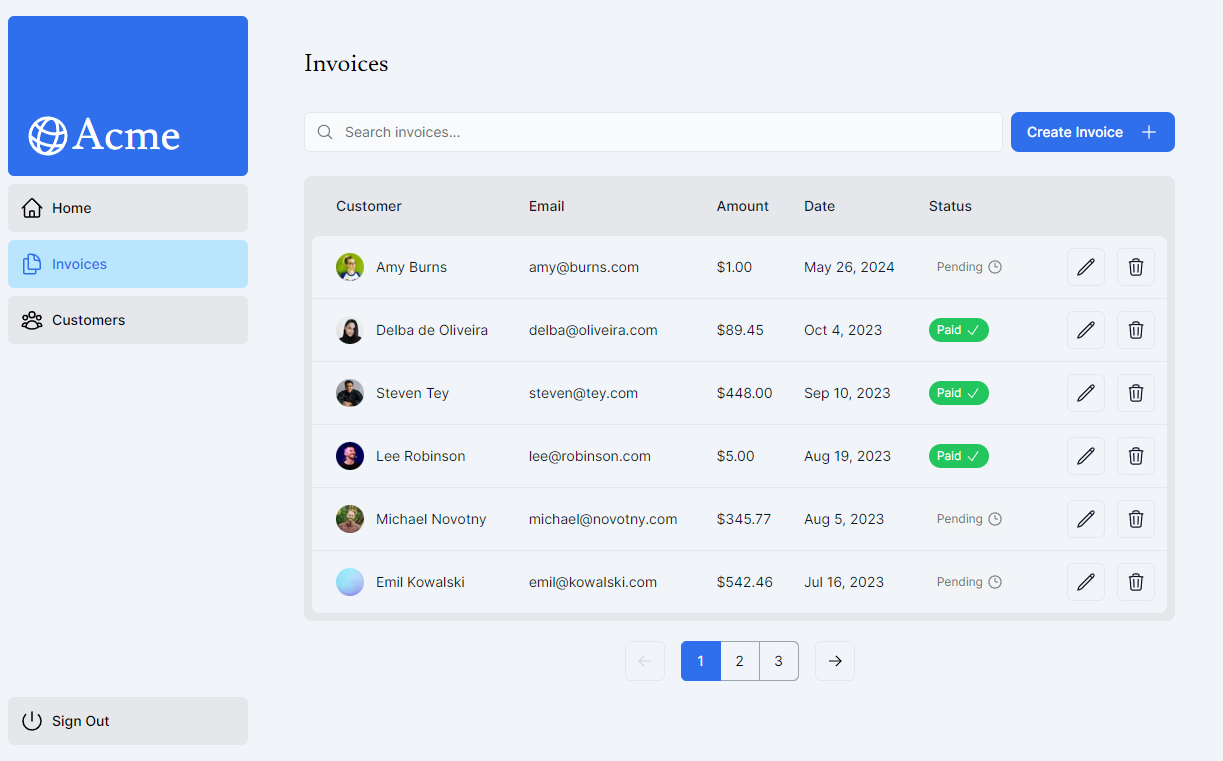 Acme
Home
Invoices
Customers
Sign Out
Invoices
Search invoices...
Create Invoice
Customer Email Amount Date Status
Amy Burns amy@burns.com $1.00 May 26, 2024 Pending
Delba de Oliveira delba@oliveira.com $89.45 Oct 4, 2023 Paid
Steven Tey steven@tey.com $448.00 Sep 10, 2023 Paid
Lee Robinson lee@robinson.com $5.00 Aug 19, 2023 Paid
Michael Novotny michael@novotny.com $345.77 Aug 5, 2023 Pending
Emil Kowalski emil@kowalski.com $542.46 Jul 16, 2023 Pending
1 2 3